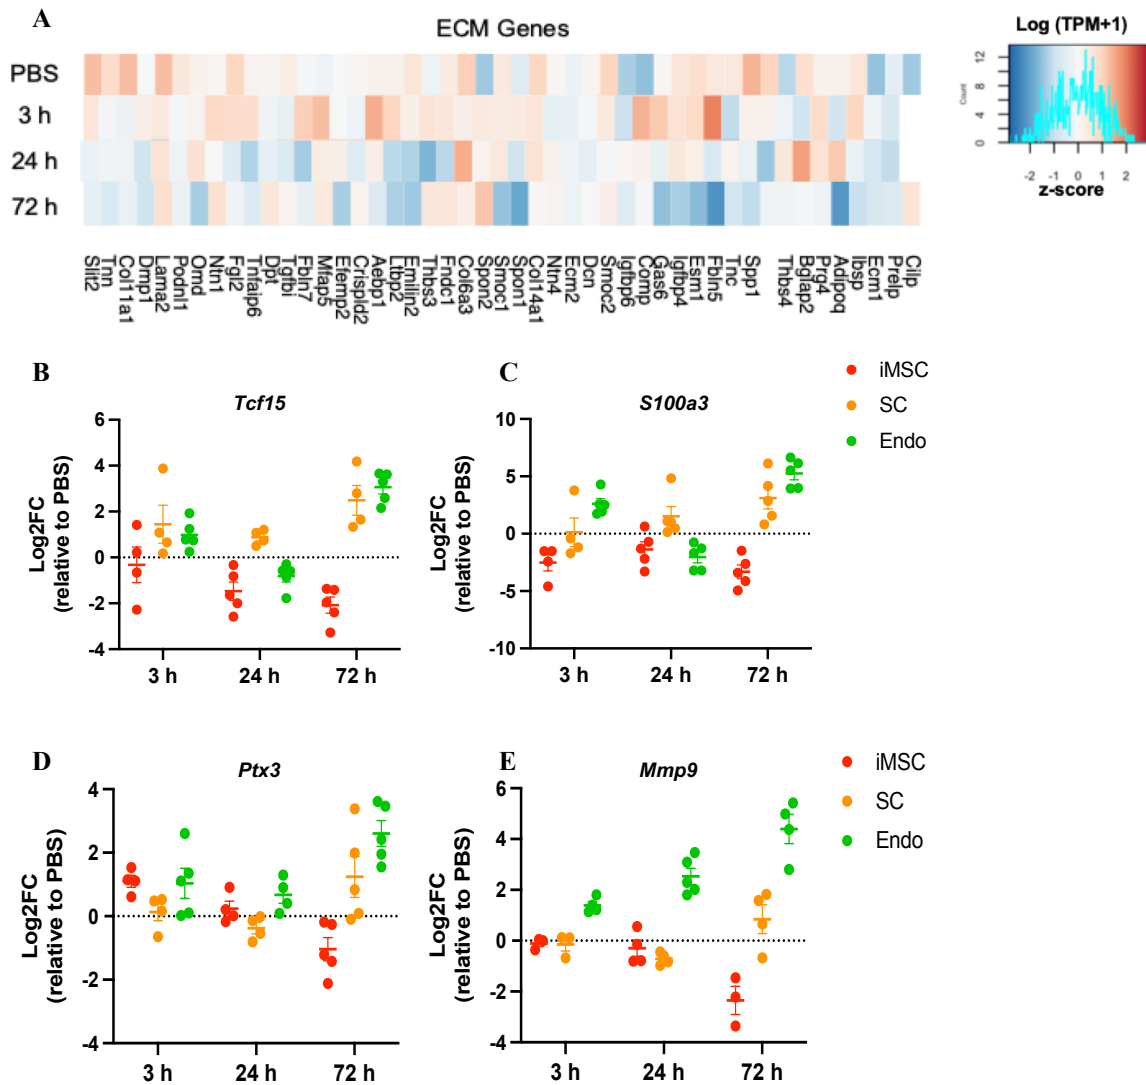 A
ECM Genes
Log (TPM+1)
PBS
3 h
24 h
72 h
Count
12
8
4
0
-2 -1 0 1 2
z-score
Slit2 Tnn Col11a1 Dmp1 Lama2 Podnl1 Omd Ntn1 Fgl2 Tnfaip6 Dpt Tgfbi Fbln7 Mfap5 Efemp2 Crispld2 Aebp1 Ltbp2 Emilin2 Thbs3 Fndc1 Col6a3 Spon2 Smoc1 Spon1 Col14a1 Ntn4 Ecm2 Dcn Smoc2 Igfbp6 Comp Gas6 Igfbp4 Esm1 Fbln5 Tnc Spp1 Thbs4 Bglap2 Prg4 Adipoq Ibsp Ecm1 Prelp Cilp
B
Tcf15
Log2FC
(relative to PBS)
6
4
2
0
-2
-4
3 h 24 h 72 h
C
S100a3
Log2FC
(relative to PBS)
10
5
0
-5
-10
3 h 24 h 72 h
iMSC
SC
Endo
D
Ptx3
Log2FC
(relative to PBS)
4
2
0
-2
-4
3 h 24 h 72 h
E
Mmp9
Log2FC
(relative to PBS)
6
4
2
0
-2
-4
3 h 24 h 72 h
iMSC
SC
Endo